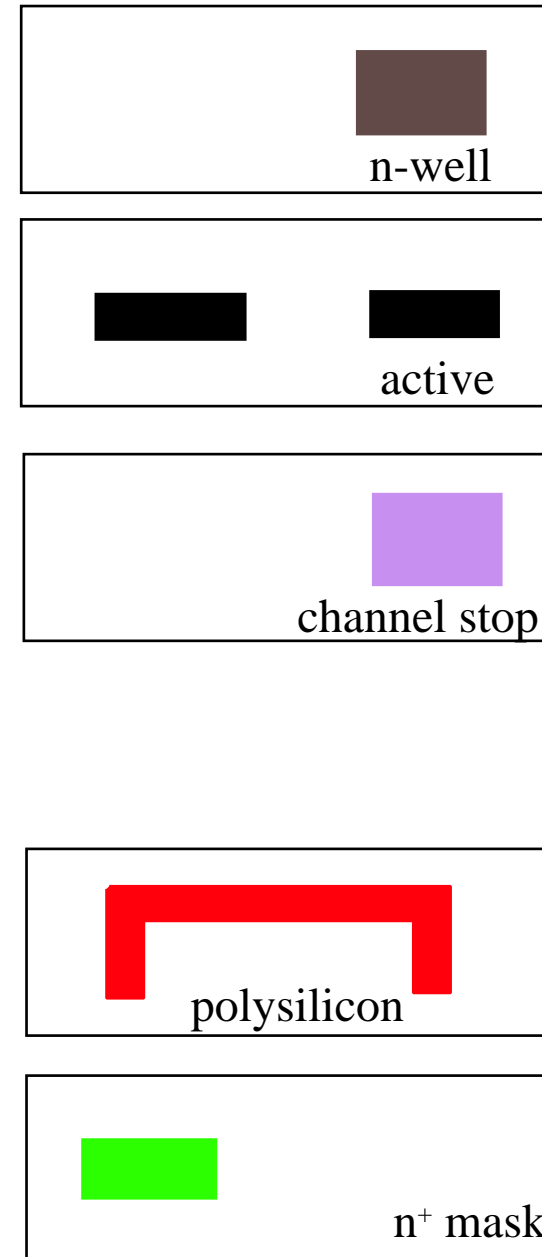 n-well
active
channel stop
polysilicon
n⁺ mask